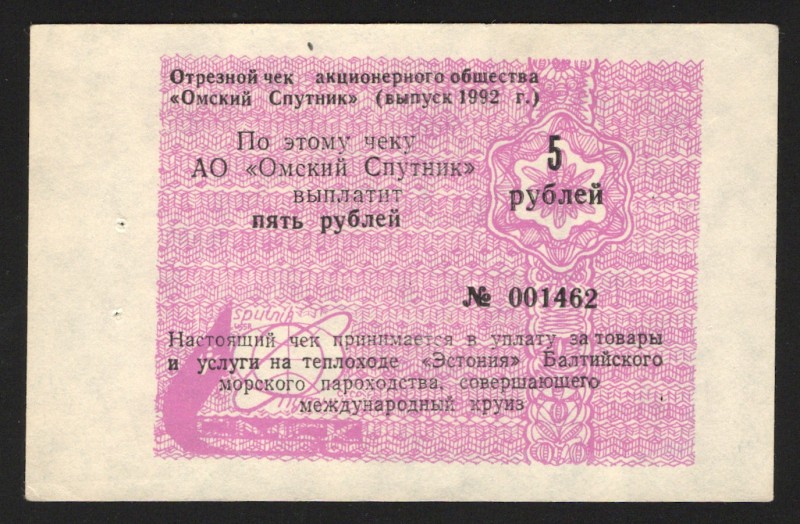 Отрезной чек акционерного общества
«Омский Спутник» (выпуск 1992 г.)
По этому чеку
АО «Омский Спутник»
выплатит
пять рублей
5
рублей
№ 001462
sputnik
Настоящий чек принимается в уплату за товары
и услуги на теплоходе «Эстония» Балтийского
морского пароходства, совершающего
международный круиз